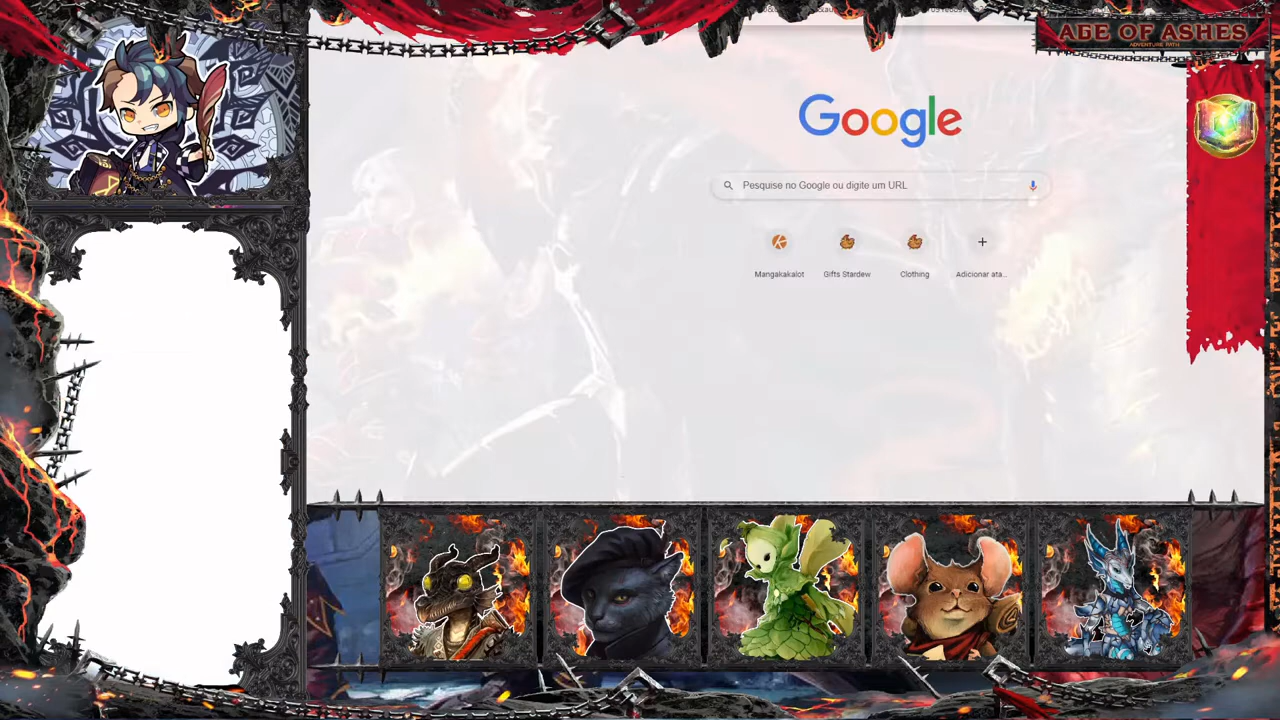 AGE OF ASHES
ADVENTURE PATH
Google
Pesquise no Google ou digite um URL
Mangakakalot
Gifts Stardew
Clothing
Adicionar ata...